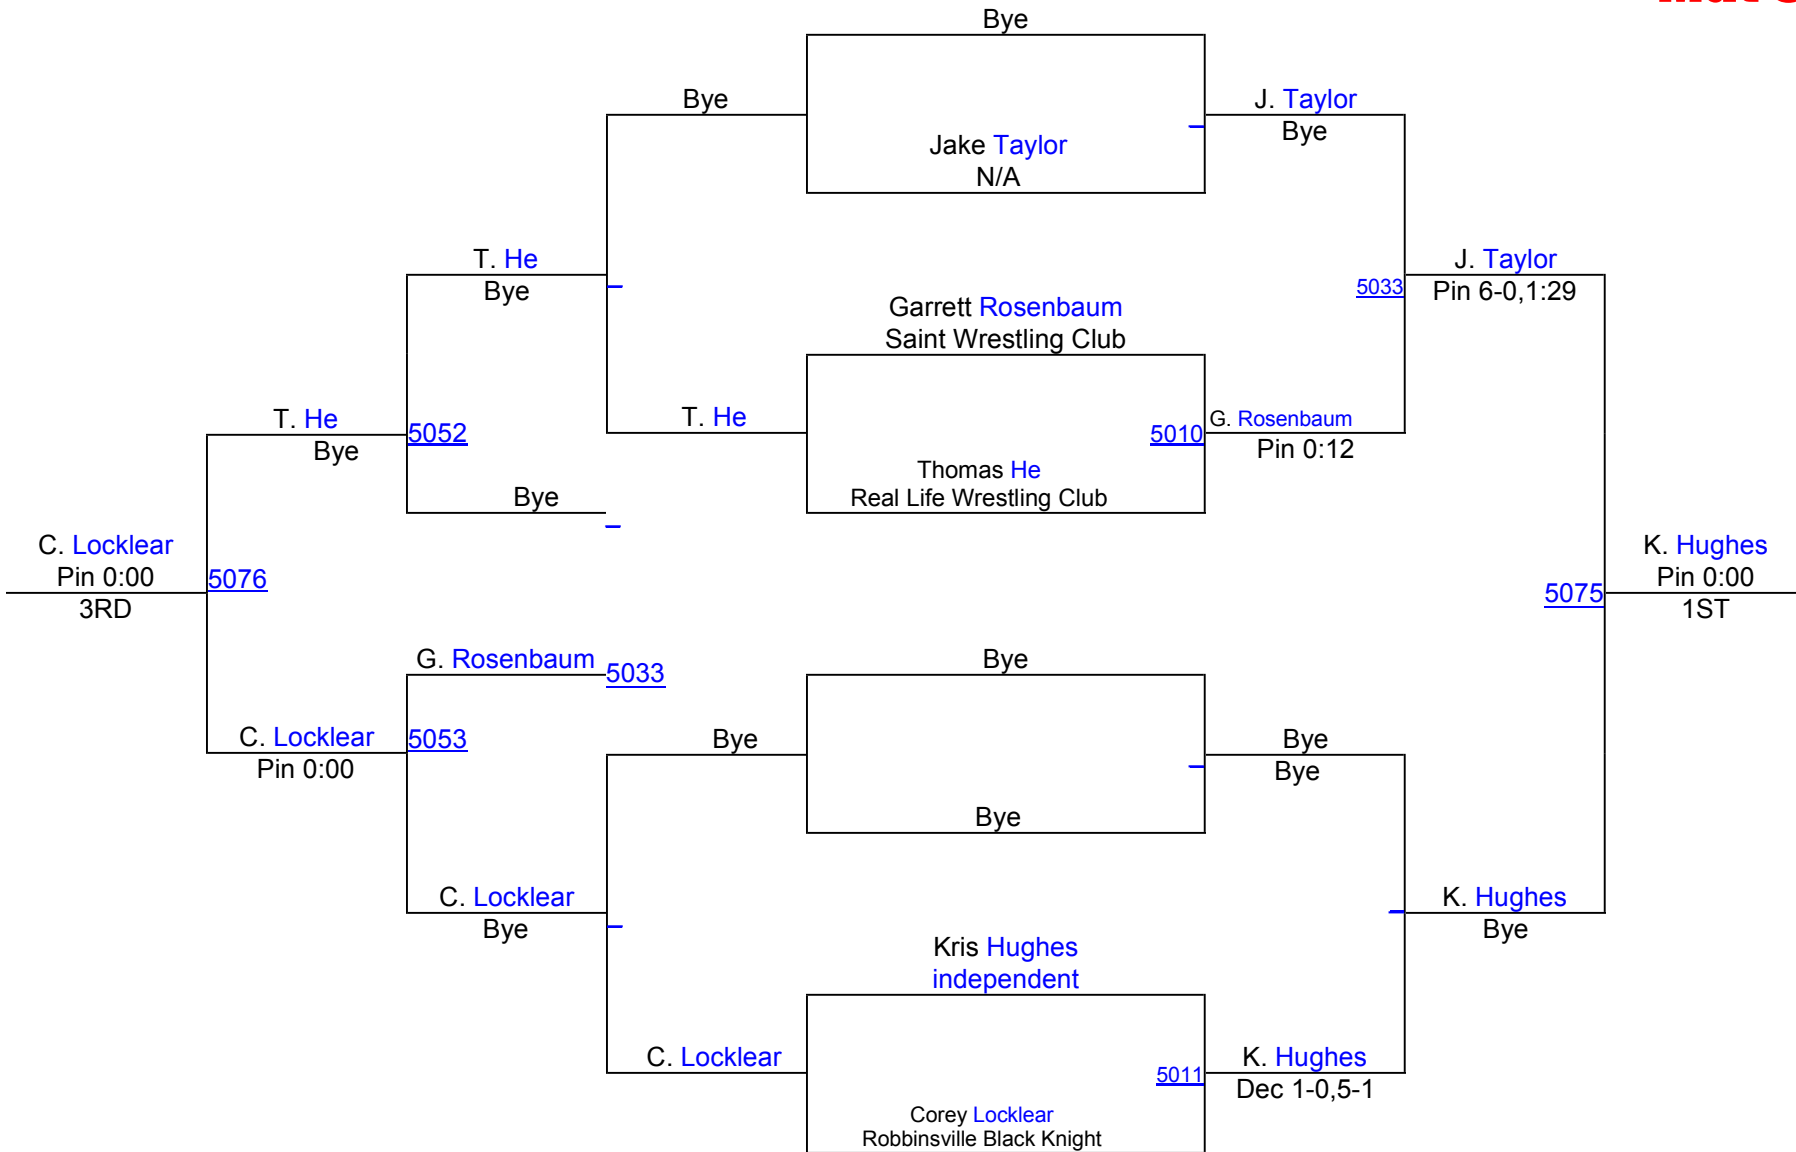 Bye
Bye
J. Taylor
Bye
Jake Taylor
N/A
T. He
Bye
J. Taylor
Pin 6-0,1:29
5033
Garrett Rosenbaum
Saint Wrestling Club
T. He
Bye
5052
T. He
5010
G. Rosenbaum
Pin 0:12
Thomas He
Real Life Wrestling Club
Bye
C. Locklear
Pin 0:00
3RD
5076
K. Hughes
Pin 0:00
1ST
5075
G. Rosenbaum
5033
Bye
C. Locklear
Pin 0:00
5053
Bye
Bye
Bye
Bye
C. Locklear
Bye
K. Hughes
Bye
Kris Hughes
independent
C. Locklear
5011
K. Hughes
Dec 1-0,5-1
Corey Locklear
Robbinsville Black Knight